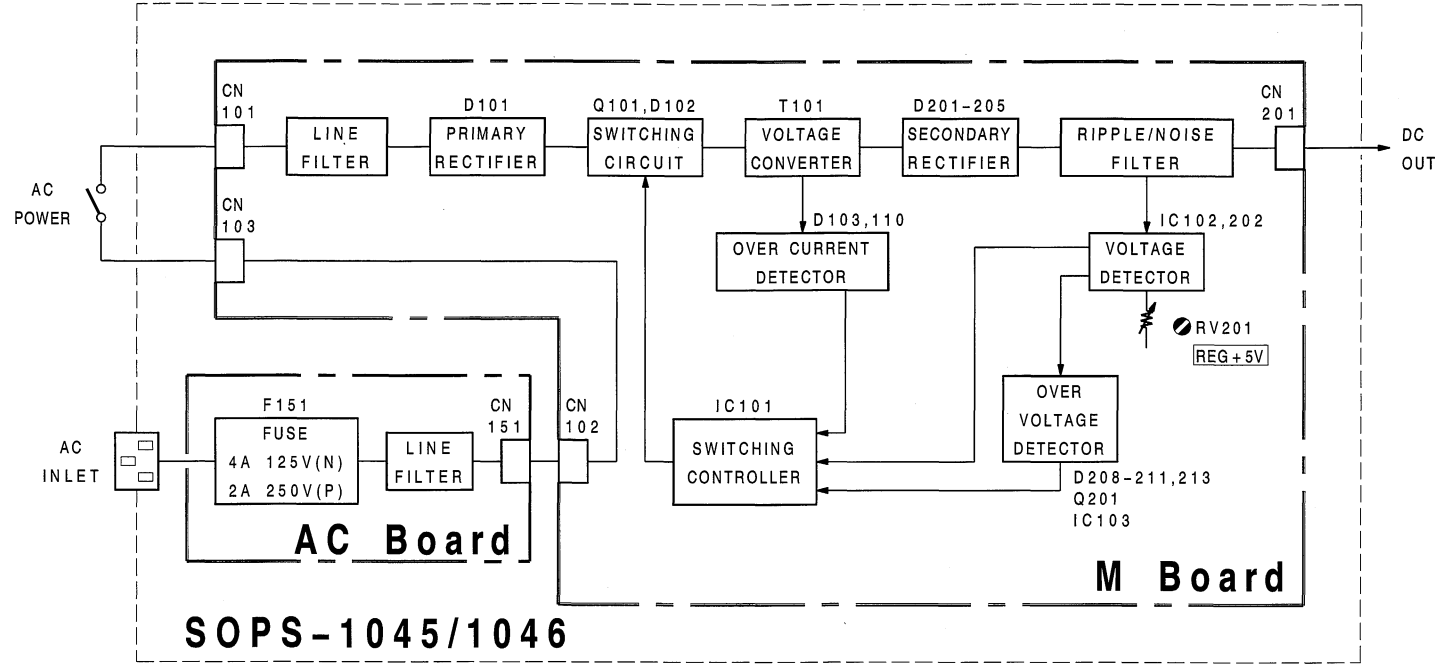 CN
101
LINE
FILTER
D101
PRIMARY
RECTIFIER
Q101,D102
SWITCHING
CIRCUIT
T101
VOLTAGE
CONVERTER
D201-205
SECONDARY
RECTIFIER
RIPPLE/NOISE
FILTER
CN
201
DC
OUT
AC
POWER
CN
103
D103,110
OVER CURRENT
DETECTOR
IC102,202
VOLTAGE
DETECTOR
RV201
REG+5V
OVER
VOLTAGE
DETECTOR
D208-211,213
Q201
IC103
IC101
SWITCHING
CONTROLLER
AC
INLET
F151
FUSE
4A 125V(N)
2A 250V(P)
LINE
FILTER
CN
151
CN
102
AC Board
M Board
SOPS-1045/1046